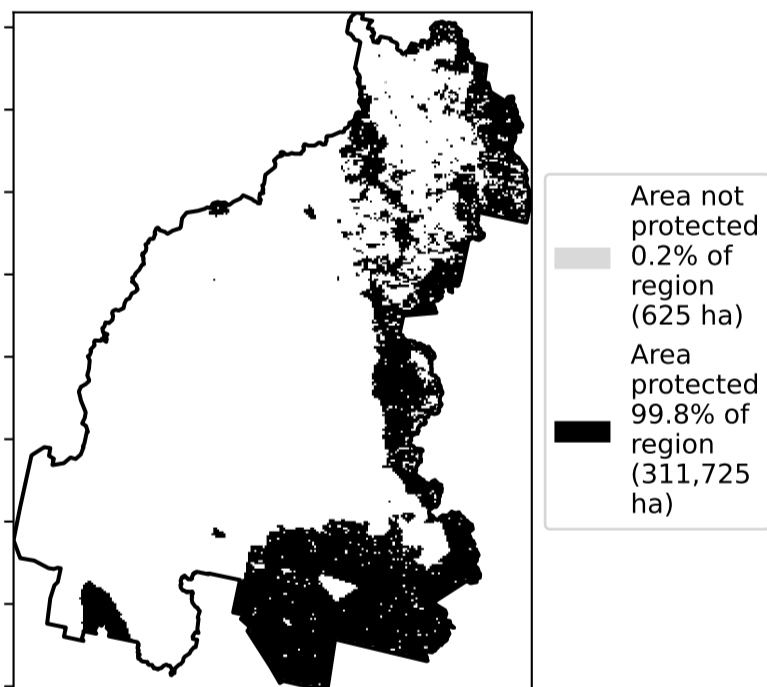 Area not
protected
0.2% of
region
(625 ha)
Area
protected
99.8% of
region
(311,725
ha)